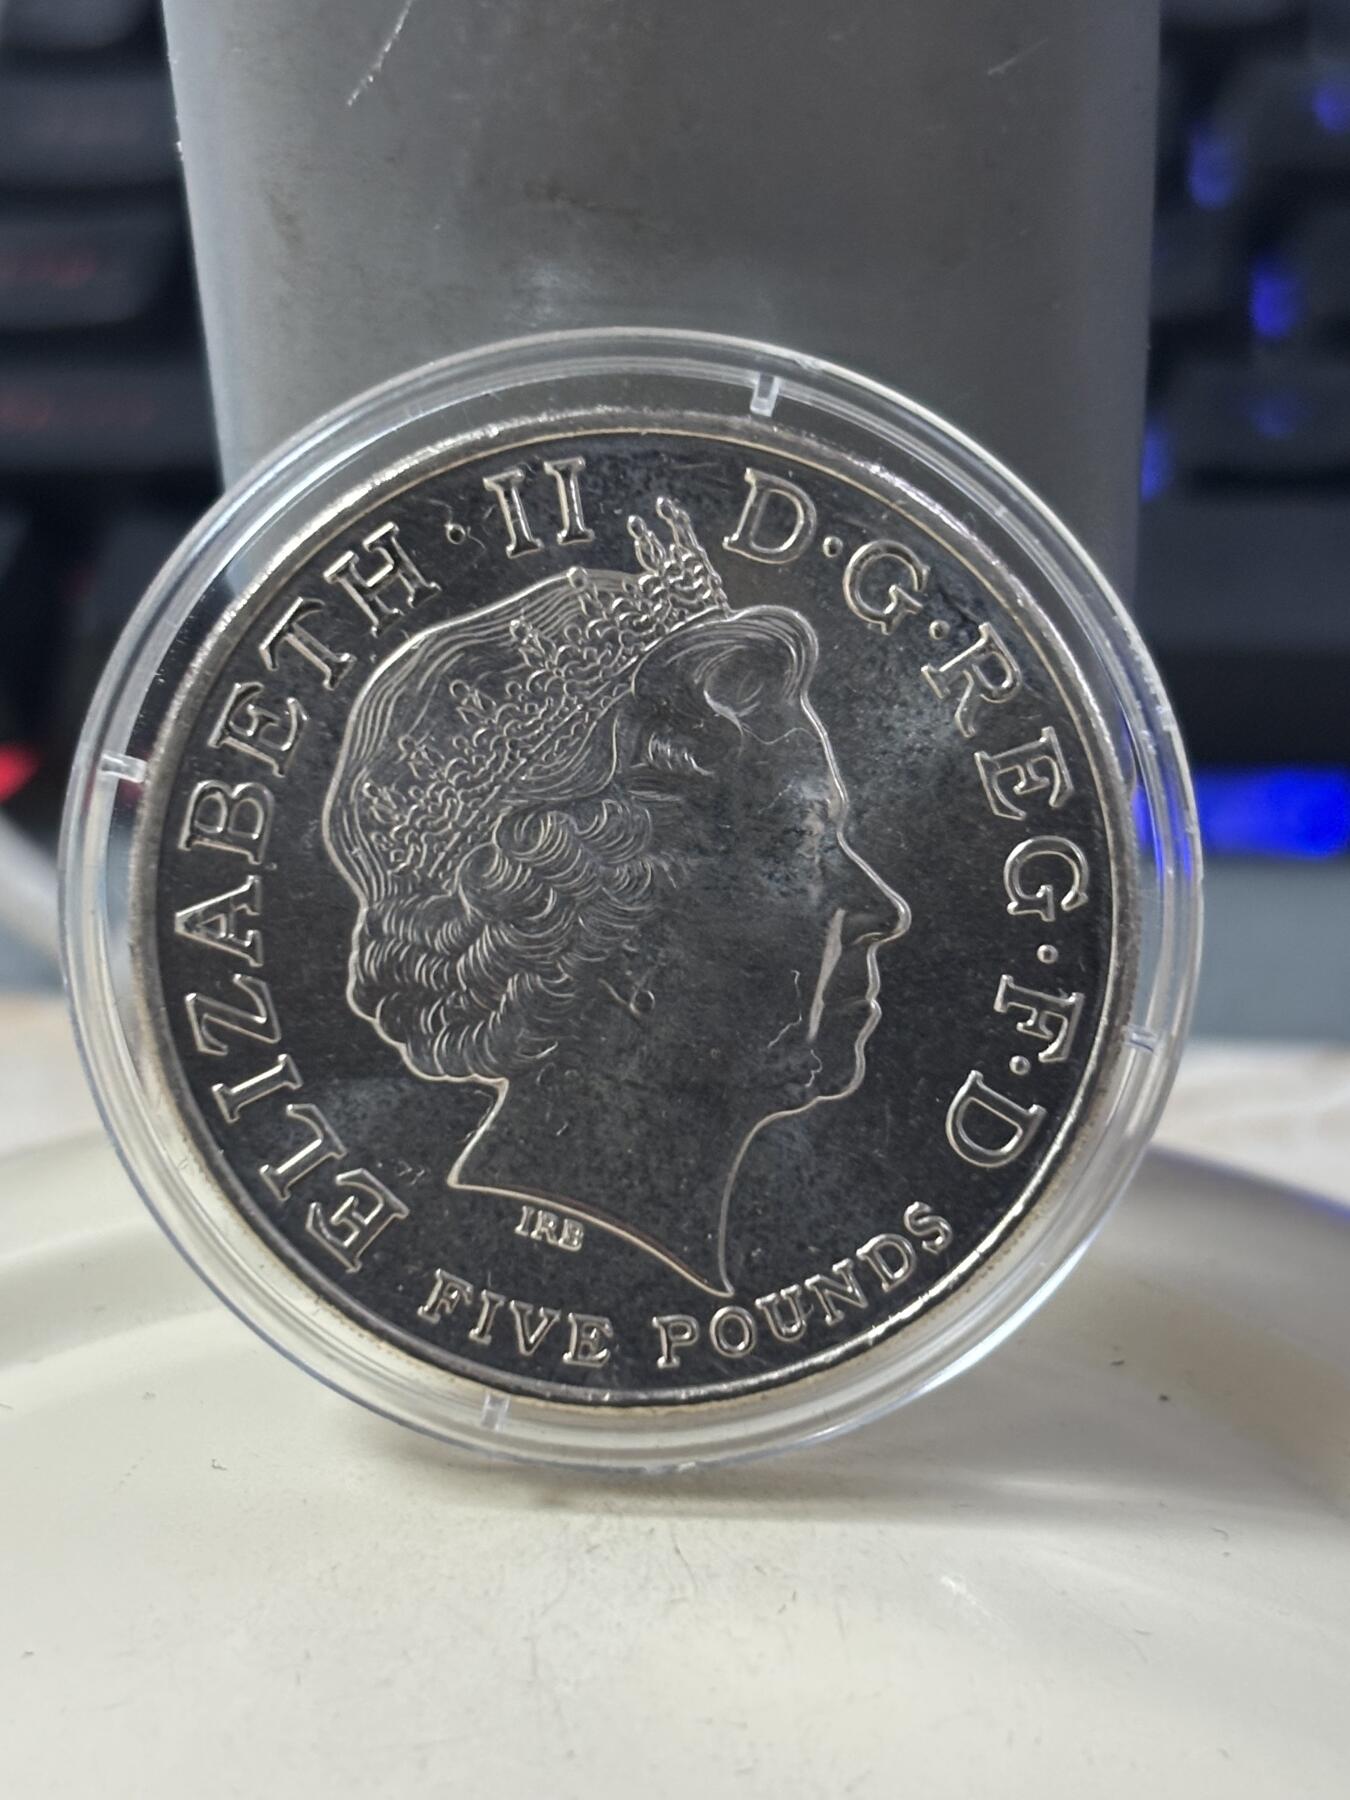 ELIZABETH · II D·G·REG·F·D
FIVE POUNDS
IRB